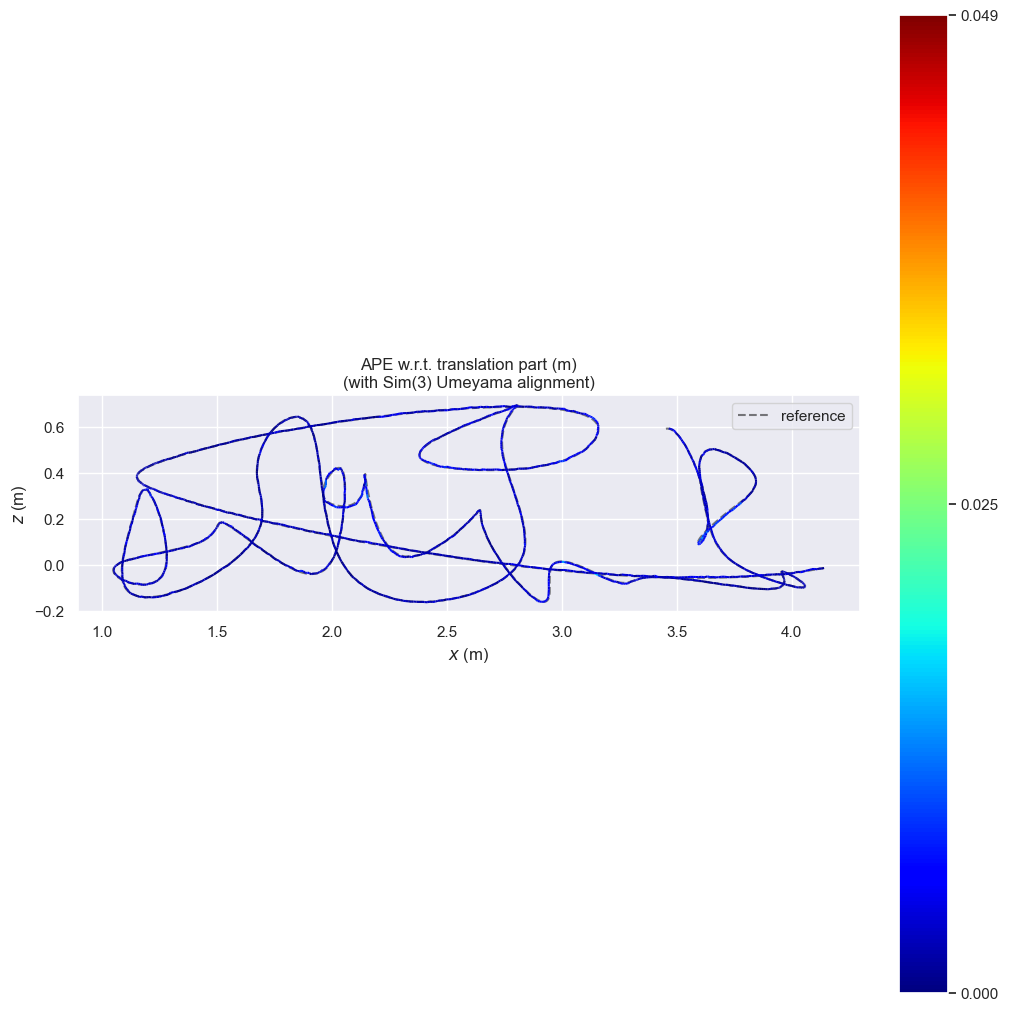 APE w.r.t. translation part (m)
(with Sim(3) Umeyama alignment)
reference
0.6
0.4
0.2
0.0
−0.2
z (m)
1.0 1.5 2.0 2.5 3.0 3.5 4.0
x (m)
0.049
0.025
0.000